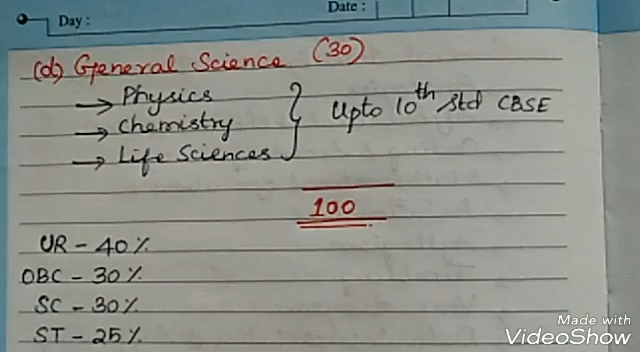 Day :
Date :
(d) General Science (30)
→ Physics
→ Chemistry } Upto 10th std CBSE
→ Life Sciences
100
UR - 40 %
OBC - 30 %
SC - 30 %
ST - 25 %
Made with
VideoShow